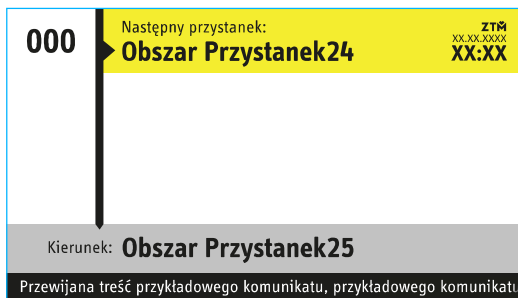 000
Następny przystanek:
Obszar Przystanek24
ZTM
XX.XX.XXXX
XX:XX
Kierunek: Obszar Przystanek25
Przewijana treść przykładowego komunikatu, przykładowego komunikatu